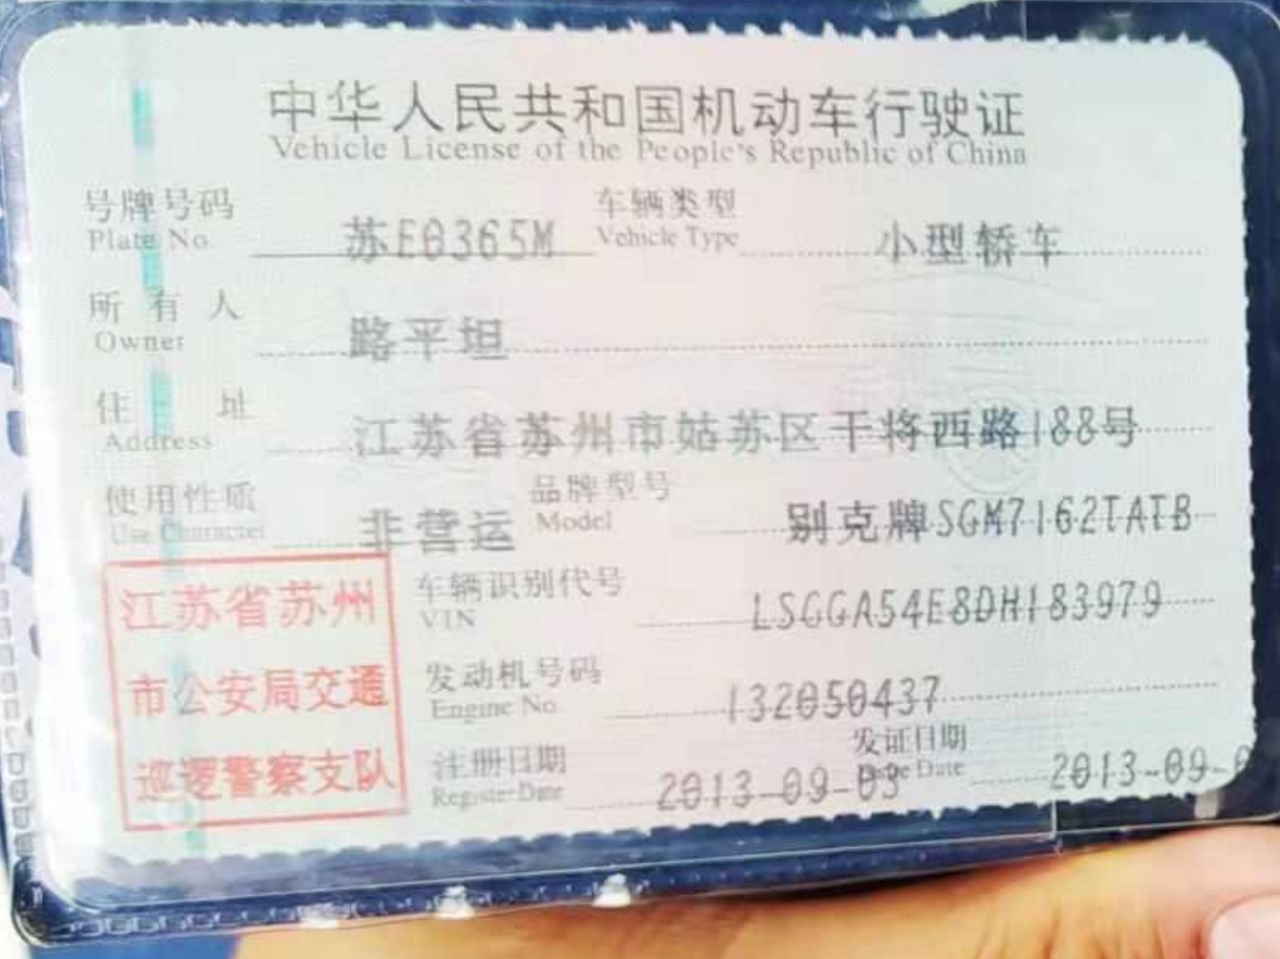 中华人民共和国机动车行驶证
Vehicle License of the People's Republic of China
号牌号码 苏E0365M 车辆类型 小型轿车
Plate No. Vehicle Type
所有人 路平坦
Owner
住址 江苏省苏州市姑苏区干将西路188号
Address
使用性质 非营运 品牌型号 别克牌SGM7162TATB
Use Character Model
江苏省苏州 车辆识别代号 LSGGA54E8DH183979
VIN
市公安局交通 发动机号码 132050437
Engine No.
巡逻警察支队 注册日期 2013-09-03 发证日期 2013-09-0
Register Date Issue Date